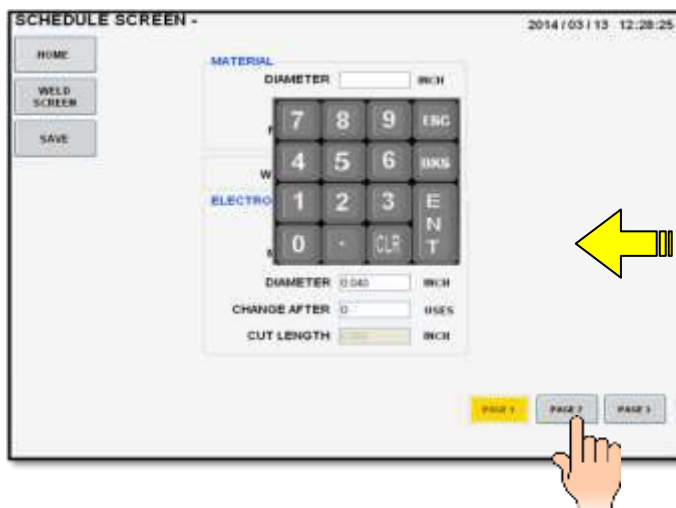 SCHEDULE SCREEN -
2014/03/13 12:28:25
HOME
WELD
SCREEN
SAVE
MATERIAL
DIAMETER INCH
7 8 9 ESC
4 5 6 BKS
W
ELECTRO
1 2 3 ENT
0 . CLR
DIAMETER 0.040 INCH
CHANGE AFTER 0 USES
CUT LENGTH INCH
PAGE 1 PAGE 2 PAGE 3